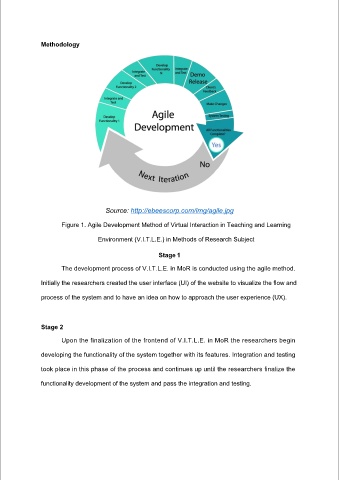 Methodology
Develop
Functionality
N
Integrate
and Test
Integrate
and Test
Demo
Release
Develop
Functionality 2
Demo
Feedback
Integrate and
Test
Make Changes
Develop
Functionality 1
Agile
Development
Yes
No
Next Iteration
Source: http://ebeescorp.com/img/agile.jpg
Figure 1. Agile Development Method of Virtual Interaction in Teaching and Learning
Environment (V.I.T.L.E.) in Methods of Research Subject
Stage 1
The development process of V.I.T.L.E. in MoR is conducted using the agile method.
Initially the researchers created the user interface (UI) of the website to visualize the flow and
process of the system and to have an idea on how to approach the user experience (UX).
Stage 2
Upon the finalization of the frontend of V.I.T.L.E. in MoR the researchers begin
developing the functionality of the system together with its features. Integration and testing
took place in this phase of the process and continues up until the researchers finalize the
functionality development of the system and pass the integration and testing.